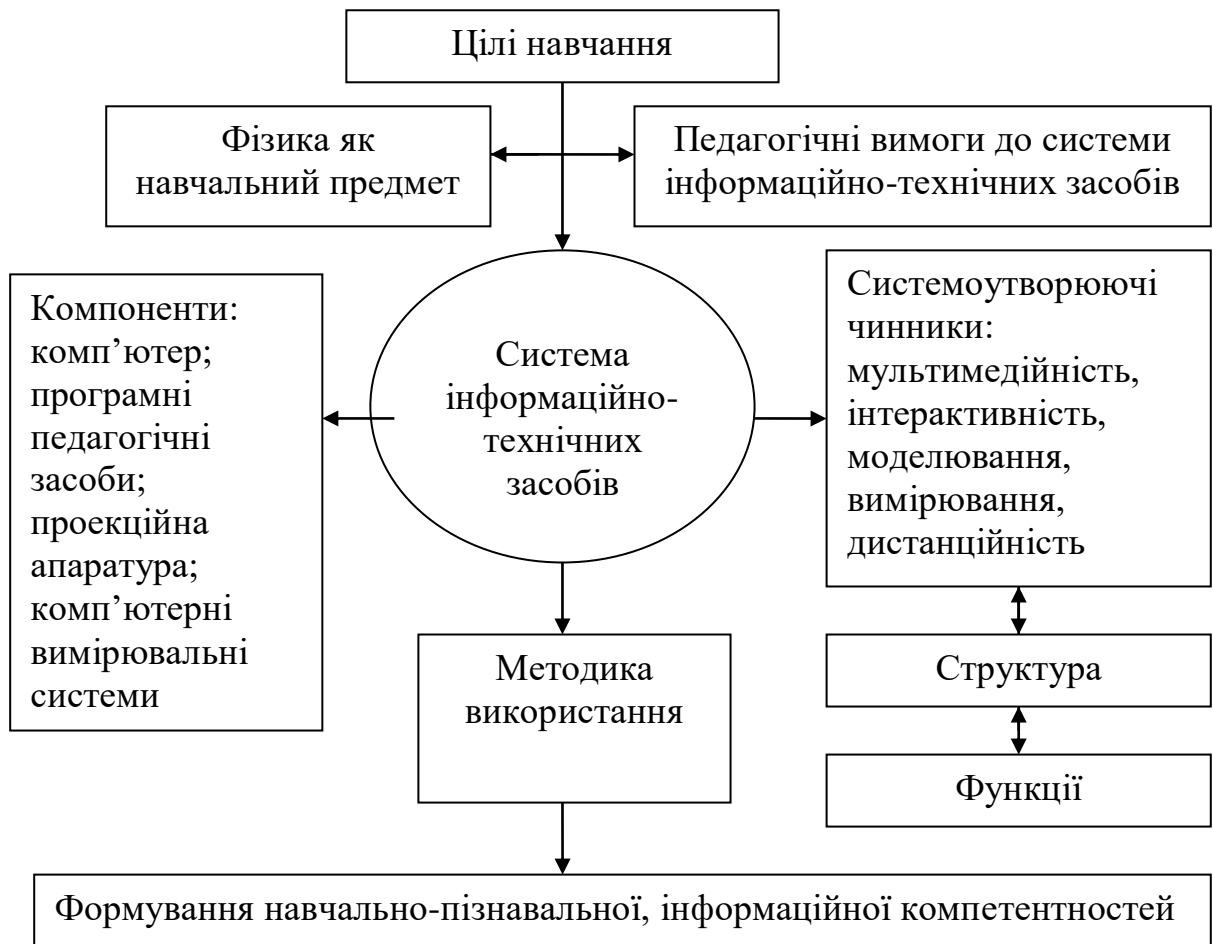 Цілі навчання
Фізика як
навчальний предмет
Педагогічні вимоги до системи
інформаційно-технічних засобів
Компоненти:
комп’ютер;
програмні
педагогічні
засоби;
проекційна
апаратура;
комп’ютерні
вимірювальні
системи
Система
інформаційно-
технічних
засобів
Системоутворюючі
чинники:
мультимедійність,
інтерактивність,
моделювання,
вимірювання,
дистанційність
Методика
використання
Структура
Функції
Формування навчально-пізнавальної, інформаційної компетентностей